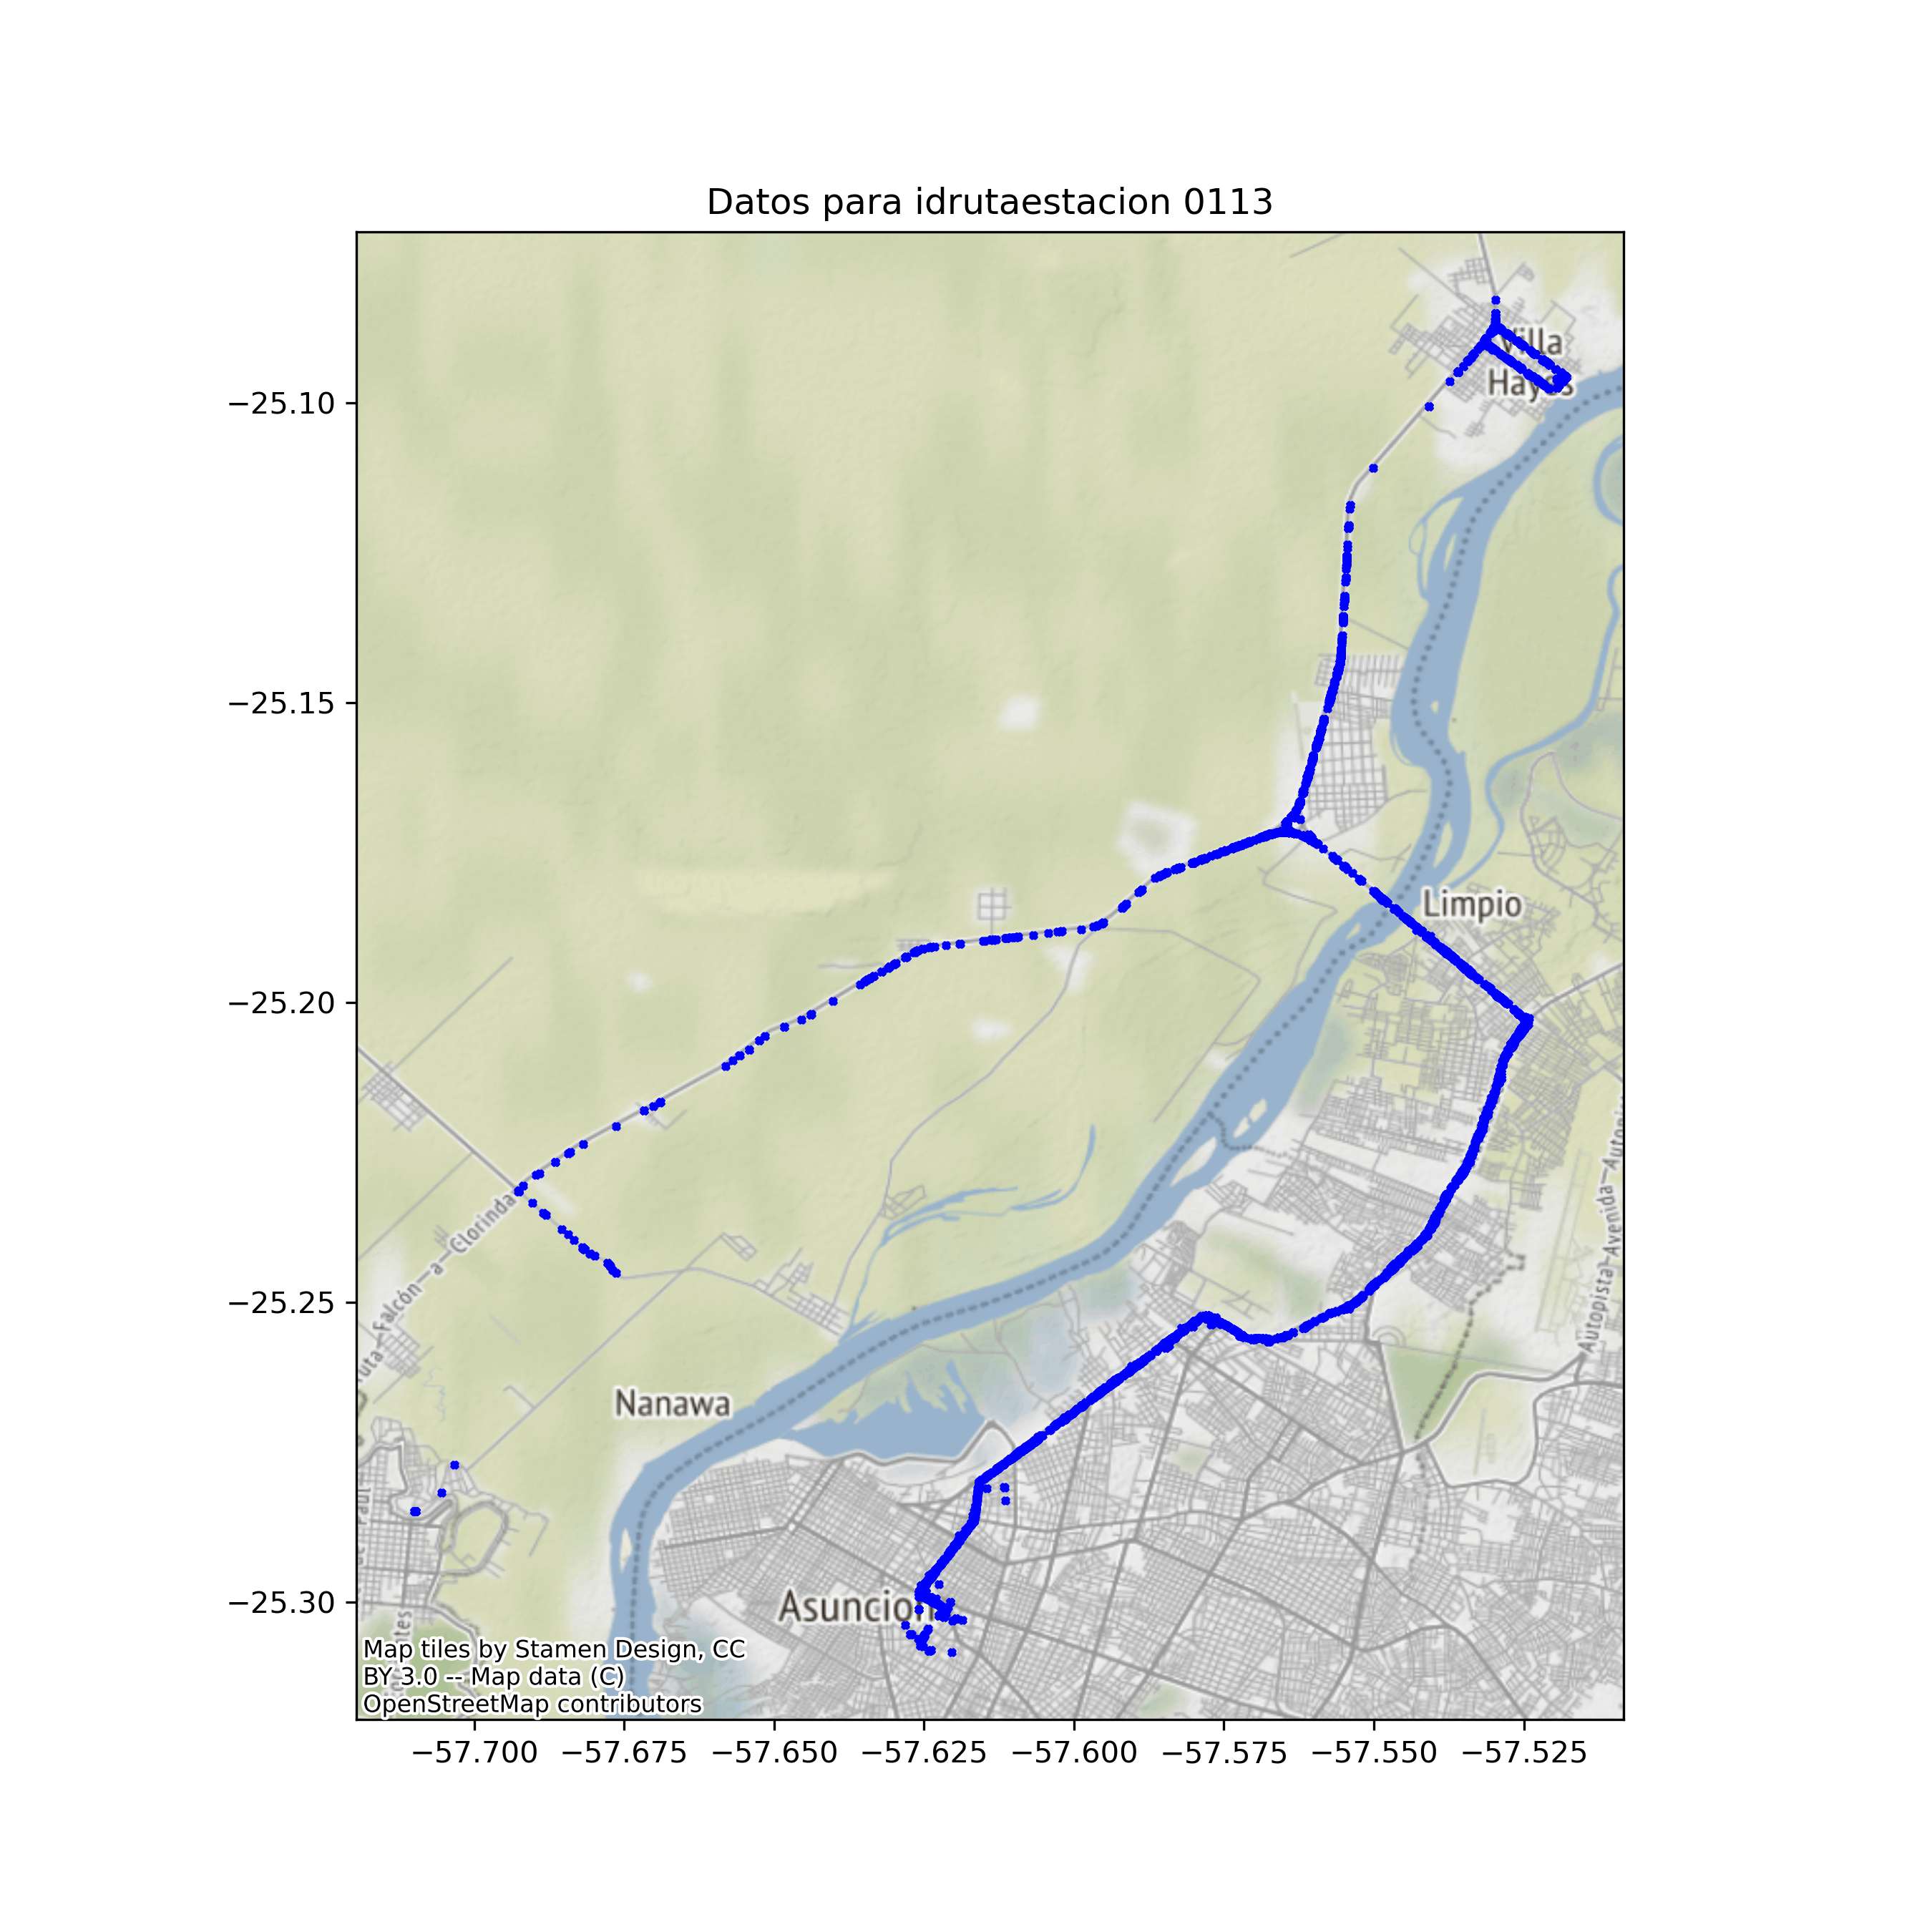 Datos para idrutaestacion 0113
Villa
Hayes
−25.10
−25.15
Limpio
−25.20
Autopista Avenida Autopis
Ruta Falcón a Clorinda
−25.25
Nanawa
Asuncion
−25.30
Map tiles by Stamen Design, CC
BY 3.0 -- Map data (C)
OpenStreetMap contributors
−57.700 −57.675 −57.650 −57.625 −57.600 −57.575 −57.550 −57.525